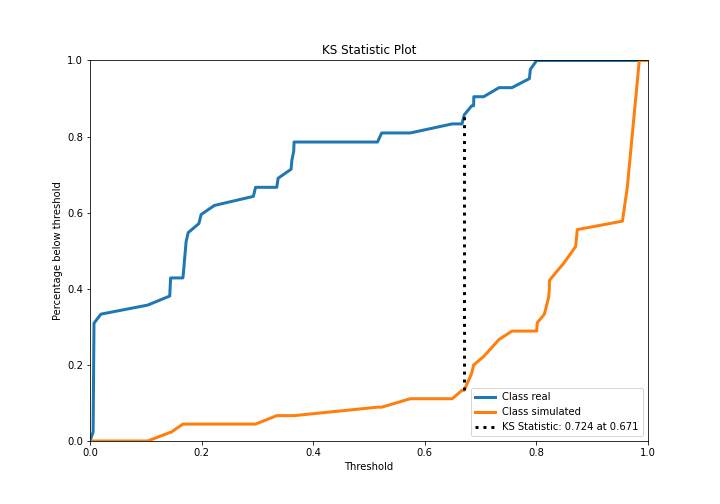 KS Statistic Plot
Percentage below threshold
1.0
0.8
0.6
0.4
0.2
0.0
0.0 0.2 0.4 0.6 0.8 1.0
Threshold
Class real
Class simulated
KS Statistic: 0.724 at 0.671